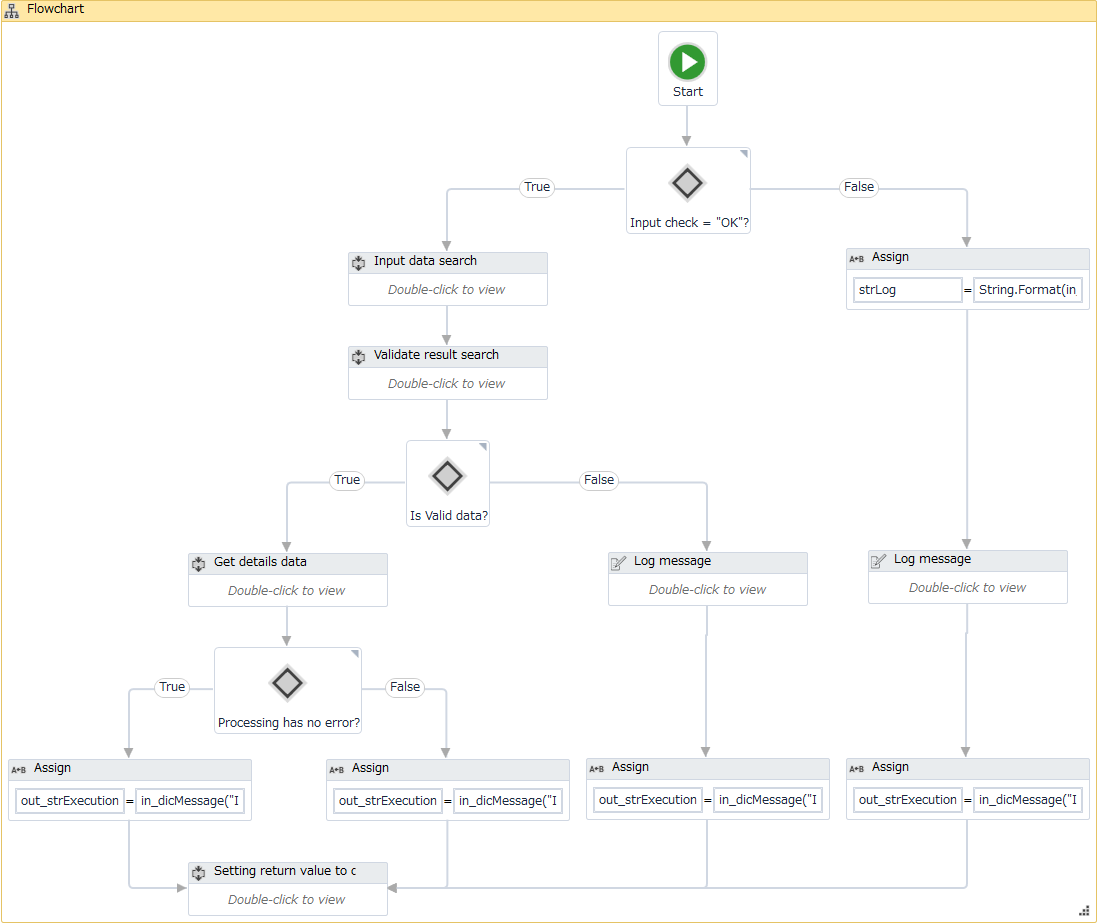 Flowchart
Start
Input check = "OK"?
True
False
Input data search
Double-click to view
A+B Assign
strLog = String.Format(in_
Validate result search
Double-click to view
Is Valid data?
True
False
Get details data
Double-click to view
Log message
Double-click to view
Log message
Double-click to view
Processing has no error?
True
False
A+B Assign
out_strExecution = in_dicMessage("I
A+B Assign
out_strExecution = in_dicMessage("I
A+B Assign
out_strExecution = in_dicMessage("I
A+B Assign
out_strExecution = in_dicMessage("I
Setting return value to c
Double-click to view